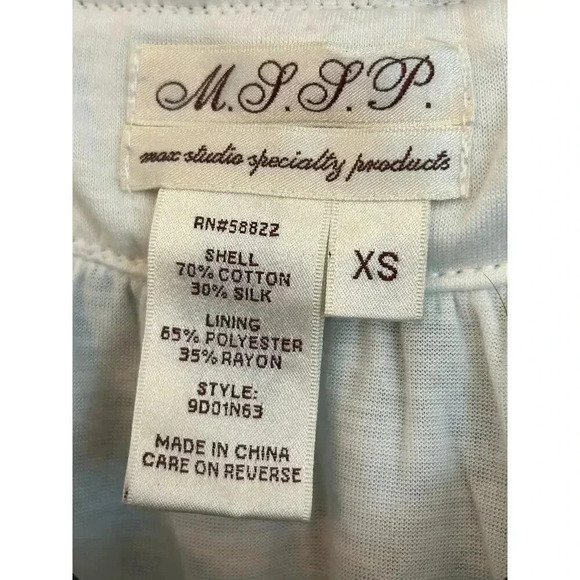 M.S.S.P.
max studio specialty products
RN#58822
SHELL
70% COTTON
30% SILK
LINING
65% POLYESTER
35% RAYON
STYLE:
9D01N63
MADE IN CHINA
CARE ON REVERSE
XS